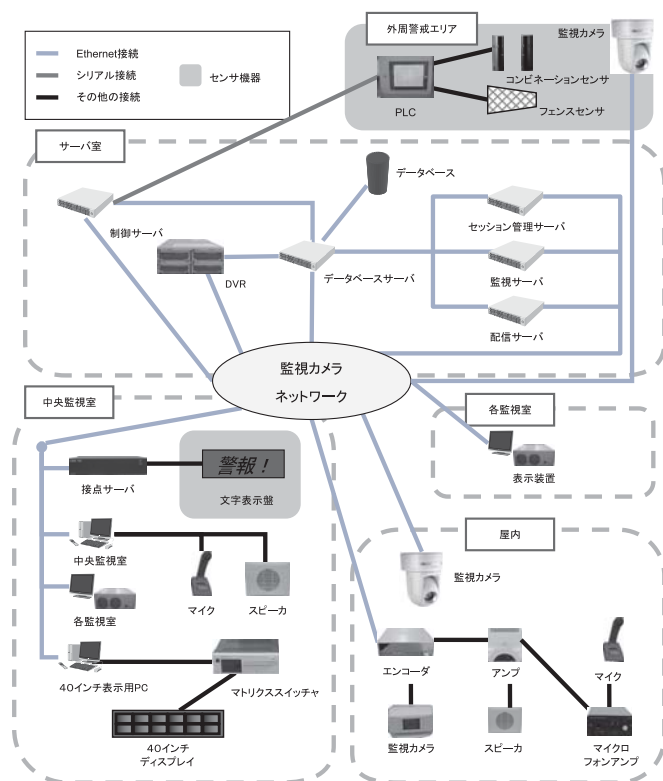 Ethernet接続
シリアル接続
その他の接続
センサ機器
外周警戒エリア
監視カメラ
コンビネーションセンサ
PLC
フェンスセンサ
サーバ室
データベース
制御サーバ
セッション管理サーバ
DVR
データベースサーバ
監視サーバ
配信サーバ
監視カメラ
ネットワーク
中央監視室
各監視室
警報！
接点サーバ
文字表示盤
表示装置
屋内
中央監視室
監視カメラ
各監視室
マイク
スピーカ
エンコーダ
アンプ
マイク
40インチ表示用PC
マトリクススイッチャ
監視カメラ
スピーカ
マイクロ
フォンアンプ
40インチ
ディスプレイ